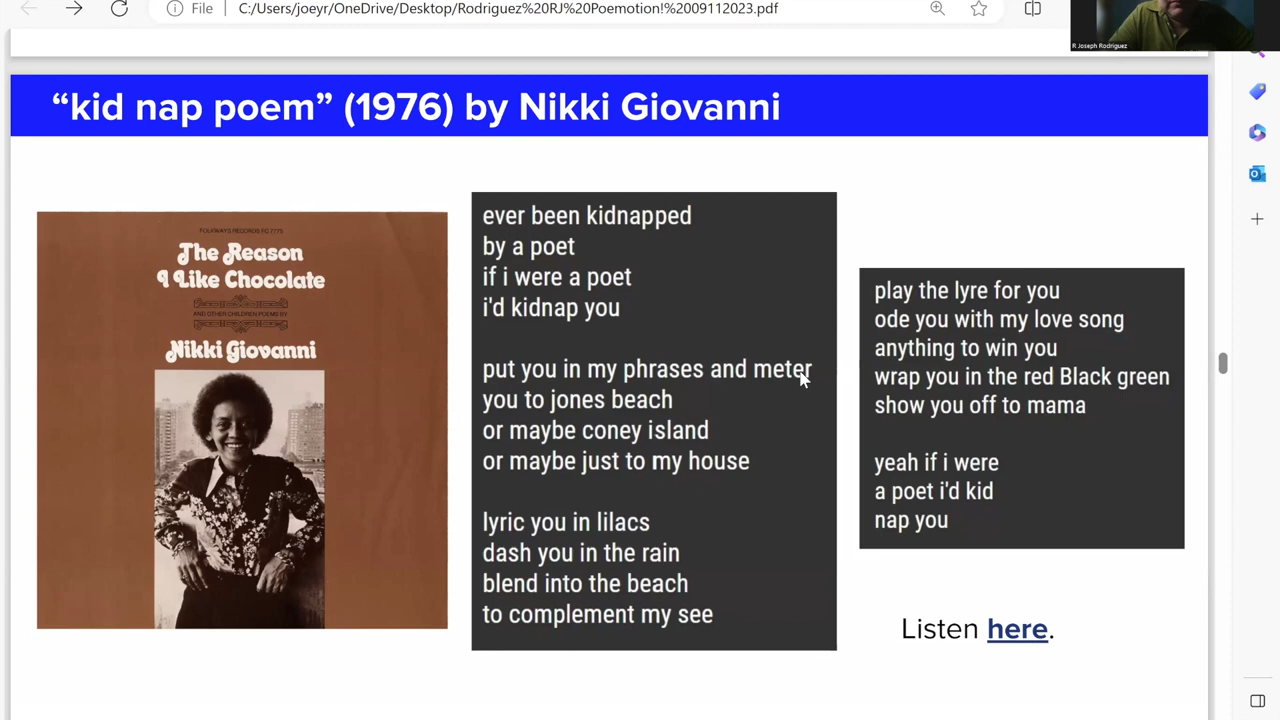 File
C:/Users/joeyr/OneDrive/Desktop/Rodriguez%20RJ%20Poemotion!%2009112023.pdf
R Joseph Rodriguez
“kid nap poem” (1976) by Nikki Giovanni
FOLKWAYS RECORDS FC 7775
The Reason
I Like Chocolate
AND OTHER CHILDREN POEMS BY
Nikki Giovanni
ever been kidnapped
by a poet
if i were a poet
i'd kidnap you
put you in my phrases and meter
you to jones beach
or maybe coney island
or maybe just to my house
lyric you in lilacs
dash you in the rain
blend into the beach
to complement my see
play the lyre for you
ode you with my love song
anything to win you
wrap you in the red Black green
show you off to mama
yeah if i were
a poet i'd kid
nap you
Listen here.